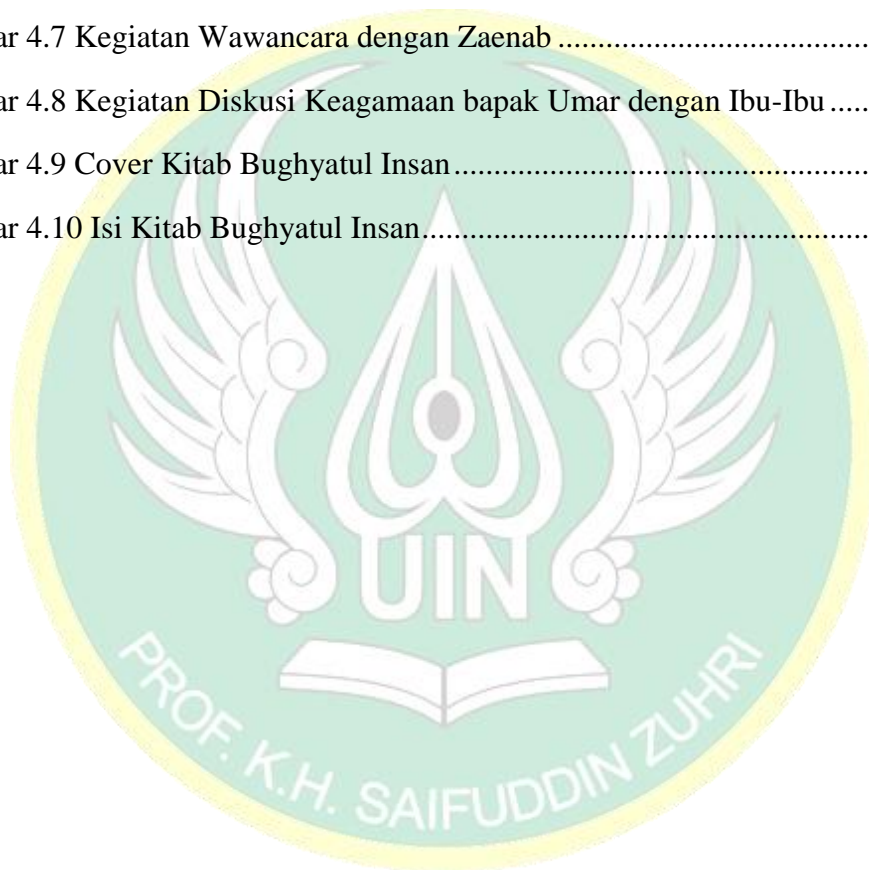 ar 4.7 Kegiatan Wawancara dengan Zaenab .......................................
ar 4.8 Kegiatan Diskusi Keagamaan bapak Umar dengan Ibu-Ibu .....
ar 4.9 Cover Kitab Bughyatul Insan....................................................
ar 4.10 Isi Kitab Bughyatul Insan........................................................
UIN
PROF. K.H. SAIFUDDIN ZUHRI